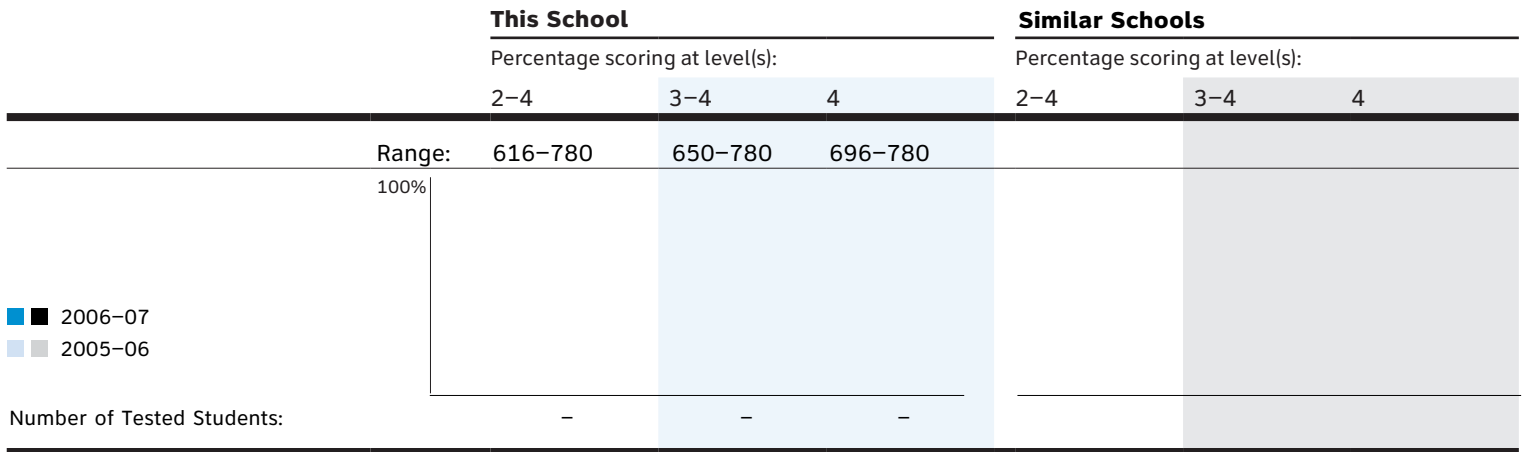 This School Similar Schools
Percentage scoring at level(s): Percentage scoring at level(s):
2–4 3–4 4 2–4 3–4 4
Range: 616–780 650–780 696–780
100%
2006–07
2005–06
Number of Tested Students: – – –